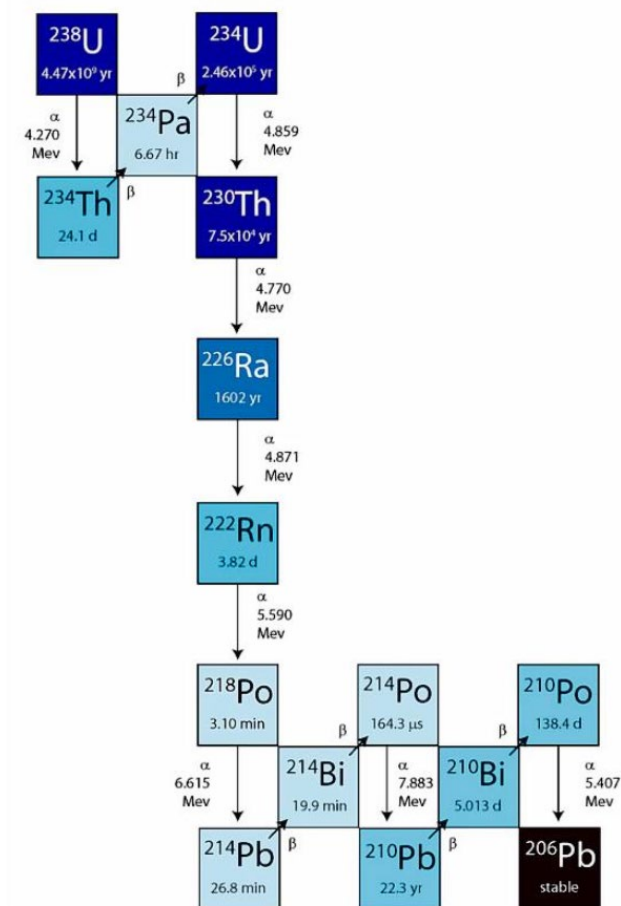 238U
4.47x10⁹ yr
234U
2.46x10⁵ yr
β
α
4.270
Mev
234Pa
6.67 hr
α
4.859
Mev
234Th
24.1 d
β
230Th
7.5x10⁴ yr
α
4.770
Mev
226Ra
1602 yr
α
4.871
Mev
222Rn
3.82 d
α
5.590
Mev
218Po
3.10 min
214Po
164.3 µs
210Po
138.4 d
β
β
α
6.615
Mev
214Bi
19.9 min
α
7.883
Mev
210Bi
5.013 d
α
5.407
Mev
214Pb
26.8 min
β
210Pb
22.3 yr
β
206Pb
stable